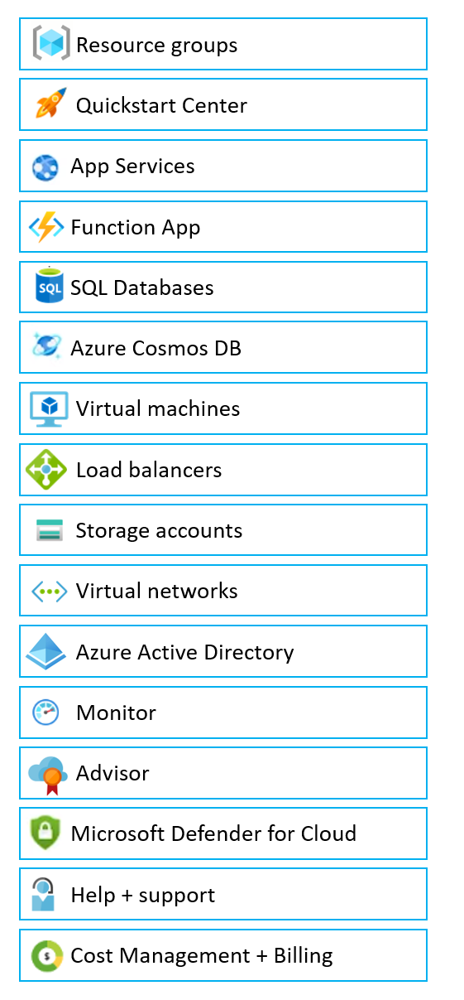 Resource groups
Quickstart Center
App Services
Function App
SQL
SQL Databases
Azure Cosmos DB
Virtual machines
Load balancers
Storage accounts
Virtual networks
Azure Active Directory
Monitor
Advisor
Microsoft Defender for Cloud
Help + support
$
Cost Management + Billing